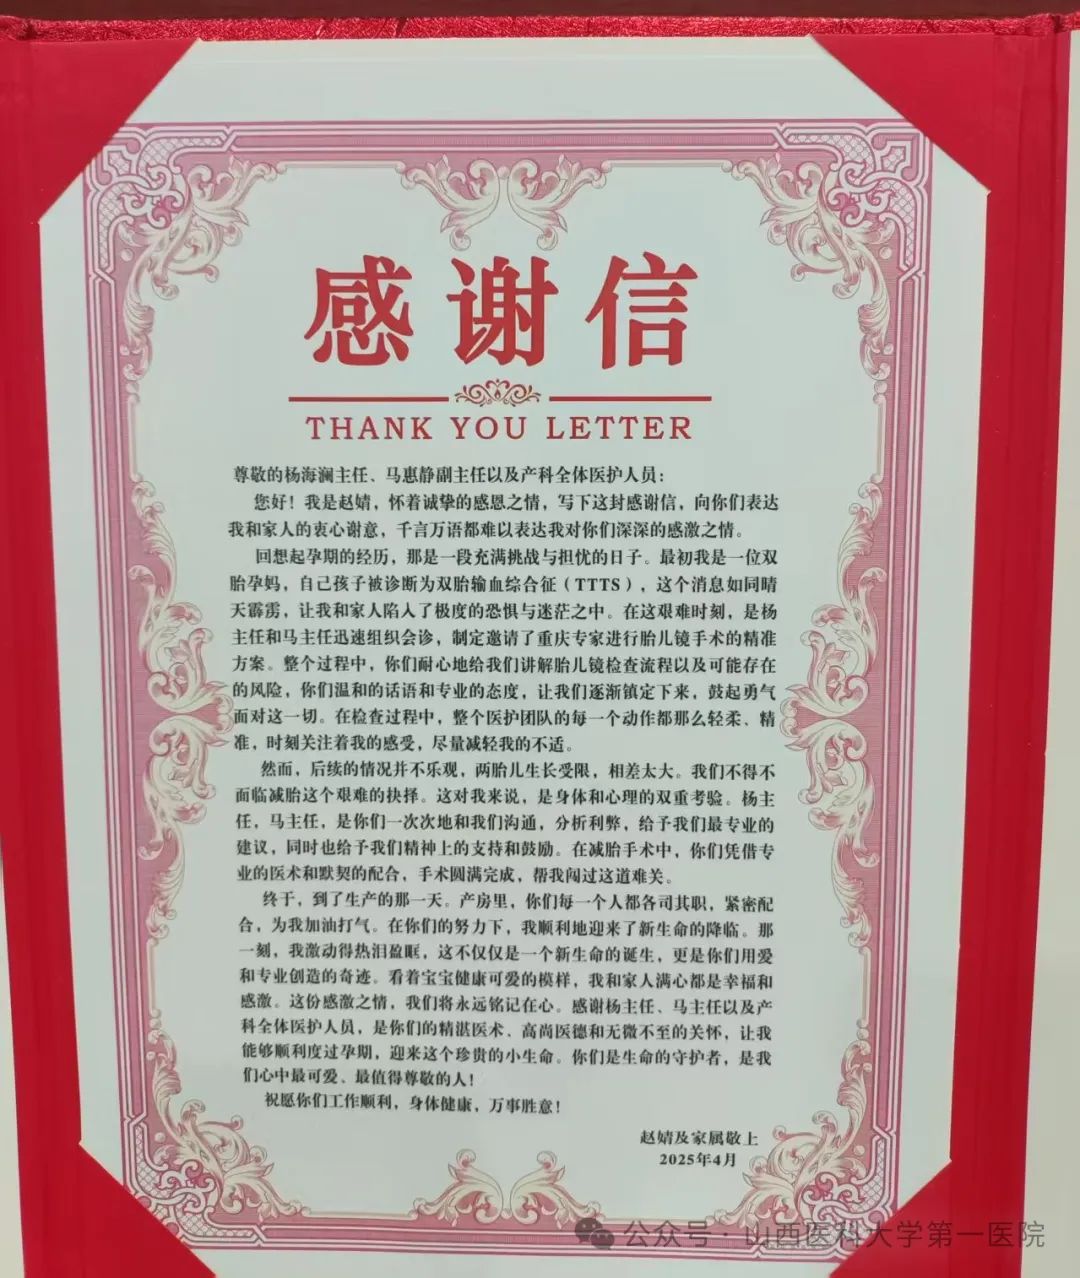 感谢信
THANK YOU LETTER
尊敬的杨海澜主任、马惠静副主任以及产科全体医护人员：
您好！我是赵婧，怀着诚挚的感恩之情，写下这封感谢信，向你们表达
我和家人的衷心谢意，千言万语都难以表达我对你们深深的感激之情。
回想起孕期的经历，那是一段充满挑战与担忧的日子。最初我是一位双
胎孕妈，自己孩子被诊断为双胎输血综合征（TTTS），这个消息如同晴
天霹雳，让我和家人陷入了极度的恐惧与迷茫之中。在这艰难时刻，是杨
主任和马主任迅速组织会诊，制定邀请了重庆专家进行胎儿镜手术的精准
方案。整个过程中，你们耐心地给我们讲解胎儿镜检查流程以及可能存在
的风险，你们温和的话语和专业的态度，让我们逐渐镇定下来，鼓起勇气
面对这一切。在检查过程中，整个医护团队的每一个动作都那么轻柔、精
准，时刻关注着我的感受，尽量减轻我的不适。
然而，后续的情况并不乐观，两胎儿生长受限，相差太大。我们不得不
面临减胎这个艰难的抉择。这对我来说，是身体和心理的双重考验。杨主
任，马主任，是你们一次次地和我们沟通，分析利弊，给予我们最专业的
建议，同时也给予我们精神上的支持和鼓励。在减胎手术中，你们凭借专
业的医术和默契的配合，手术圆满完成，帮我闯过这道难关。
终于，到了生产的那一天。产房里，你们每一个人都各司其职，紧密配
合，为我加油打气。在你们的努力下，我顺利地迎来了新生命的降临。那
一刻，我激动得热泪盈眶，这不仅仅是一个新生命的诞生，更是你们用爱
和专业创造的奇迹。看着宝宝健康可爱的模样，我和家人满心都是幸福和
感激。这份感激之情，我们将永远铭记在心。感谢杨主任、马主任以及产
科全体医护人员，是你们的精湛医术、高尚医德和无微不至的关怀，让我
能够顺利度过孕期，迎来这个珍贵的小生命。你们是生命的守护者，是我
们心中最可爱、最值得尊敬的人！
祝愿你们工作顺利，身体健康，万事胜意！
赵婧及家属敬上
2025年4月
公众号·山西医科大学第一医院